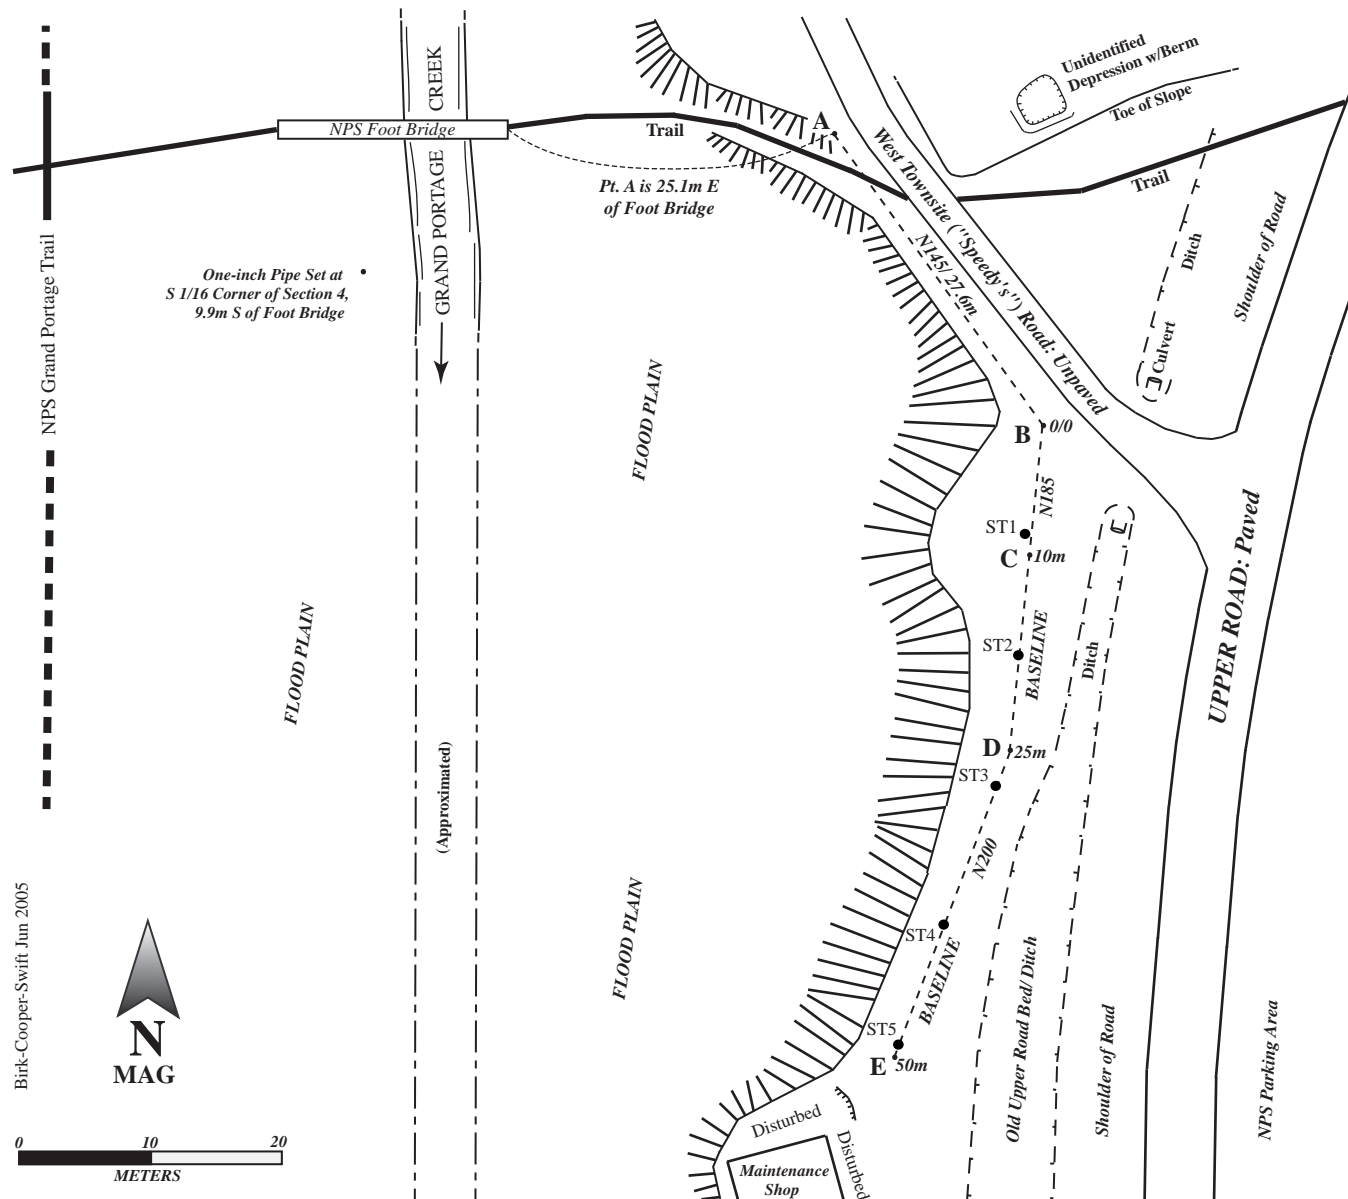 CREEK
GRAND PORTAGE
NPS Foot Bridge
Trail
A
Unidentified
Depression w/Berm
Toe of Slope
Trail
Pt. A is 25.1m E
of Foot Bridge
West Townsite ("Speedy's") Road: Unpaved
N145/ 27.6m
Ditch
Culvert
Shoulder of Road
One-inch Pipe Set at
S 1/16 Corner of Section 4,
9.9m S of Foot Bridge
NPS Grand Portage Trail
FLOOD PLAIN
B
0/0
N185
ST1
C
10m
UPPER ROAD: Paved
FLOOD PLAIN
ST2
BASELINE
Ditch
D
25m
ST3
(Approximated)
N200
FLOOD PLAIN
ST4
BASELINE
Old Upper Road Bed/ Ditch
Shoulder of Road
NPS Parking Area
ST5
E
50m
Birk-Cooper-Swift Jun 2005
N
MAG
0
10
20
METERS
Disturbed
Disturbed
Maintenance
Shop